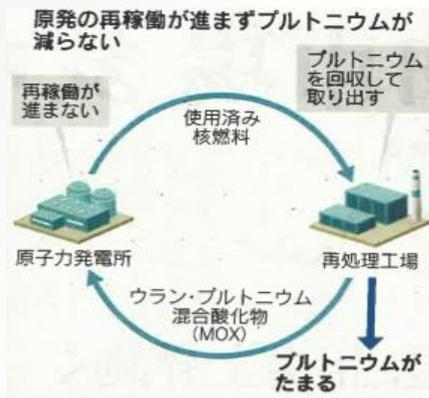 原発の再稼働が進まずプルトニウムが
減らない
プルトニウム
を回収して
取り出す
再稼働が
進まない
使用済み
核燃料
原子力発電所
再処理工場
ウラン・プルトニウム
混合酸化物
(MOX)
プルトニウムが
たまる